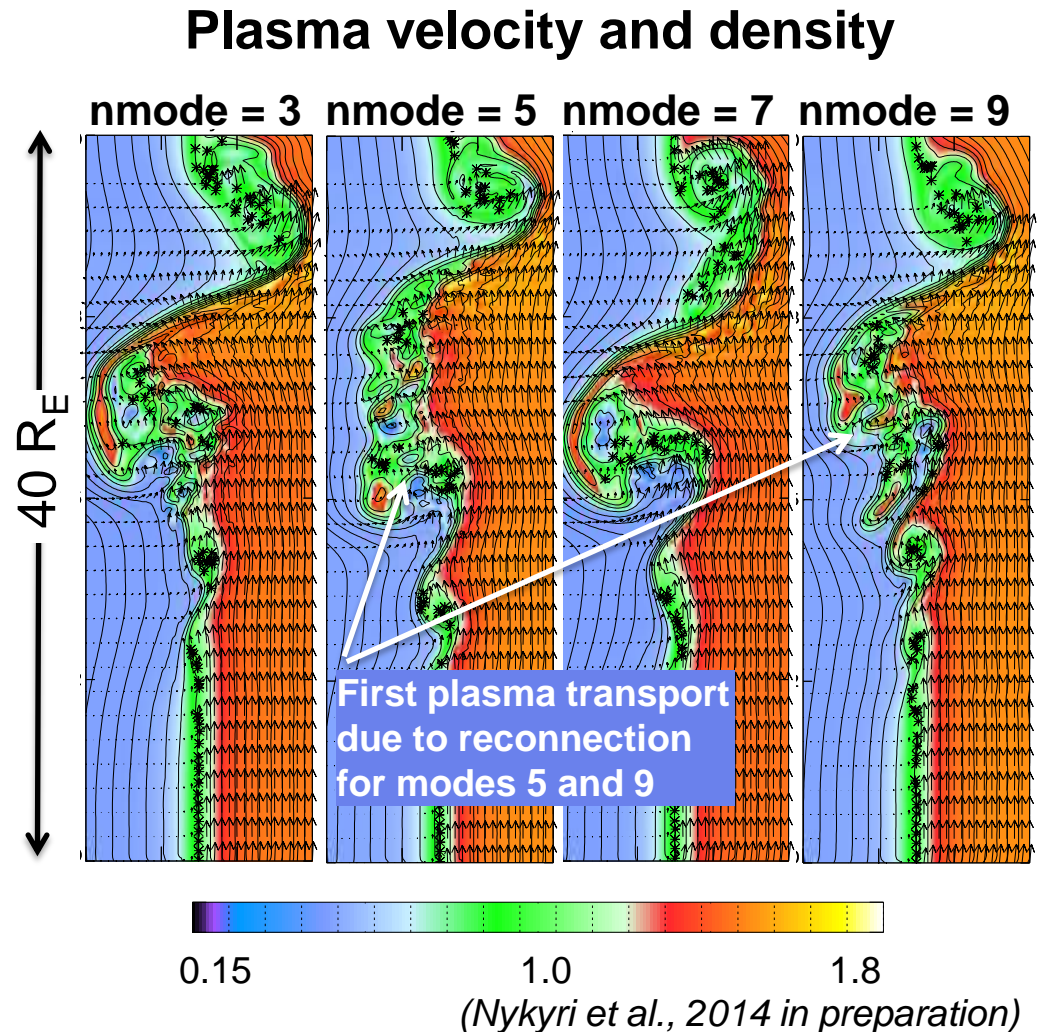 Plasma velocity and density
nmode = 3
nmode = 5
nmode = 7
nmode = 9
40 RE
First plasma transport
due to reconnection
for modes 5 and 9
0.15
1.0
1.8
(Nykyri et al., 2014 in preparation)